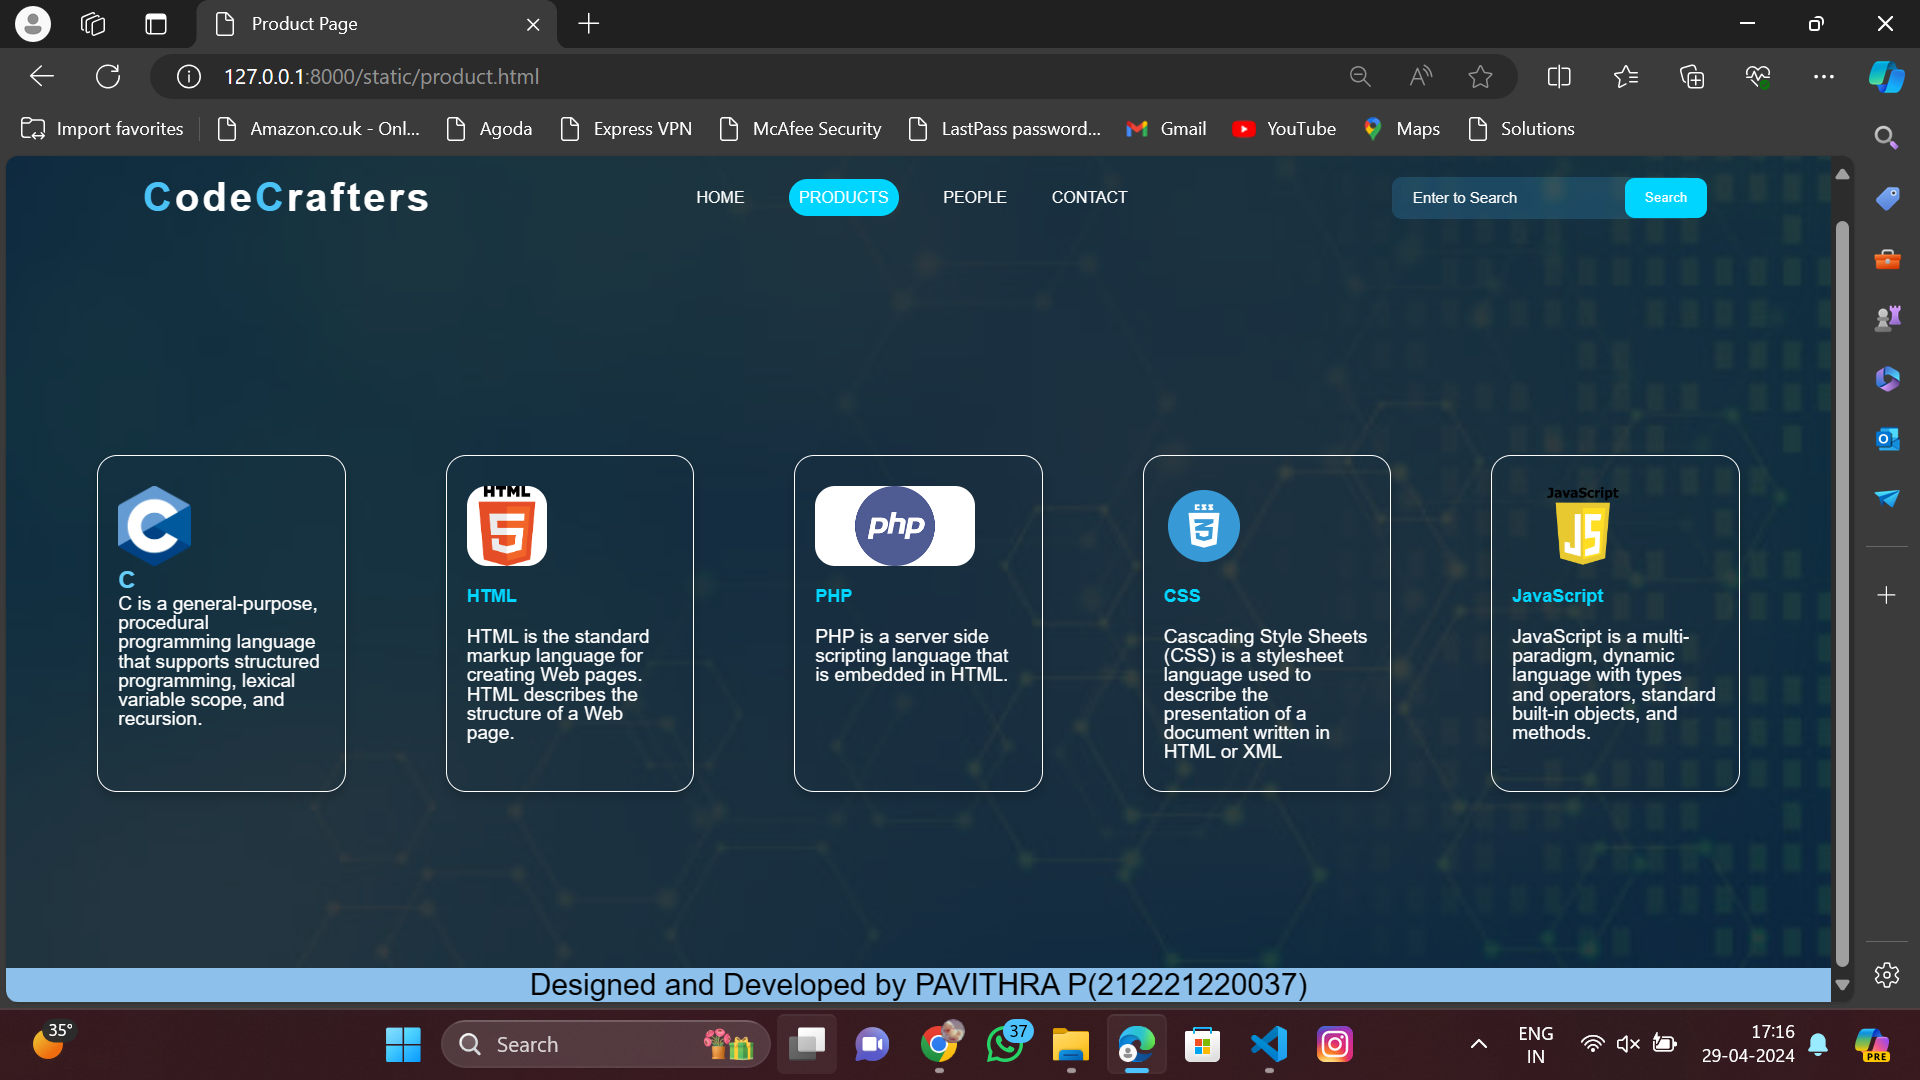 Product Page
127.0.0.1:8000/static/product.html
Import favorites
Amazon.co.uk - Onl...
Agoda
Express VPN
McAfee Security
LastPass password...
Gmail
YouTube
Maps
Solutions
CodeCrafters
HOME
PRODUCTS
PEOPLE
CONTACT
Enter to Search
Search
C
C is a general-purpose,
procedural
programming language
that supports structured
programming, lexical
variable scope, and
recursion.
HTML
5
HTML
HTML is the standard
markup language for
creating Web pages.
HTML describes the
structure of a Web
page.
php
PHP
PHP is a server side
scripting language that
is embedded in HTML.
CSS
3
CSS
Cascading Style Sheets
(CSS) is a stylesheet
language used to
describe the
presentation of a
document written in
HTML or XML
JavaScript
JS
JavaScript
JavaScript is a multi-
paradigm, dynamic
language with types
and operators, standard
built-in objects, and
methods.
Designed and Developed by PAVITHRA P(212221220037)
35°
Search
37
ENG
IN
17:16
29-04-2024
PRE